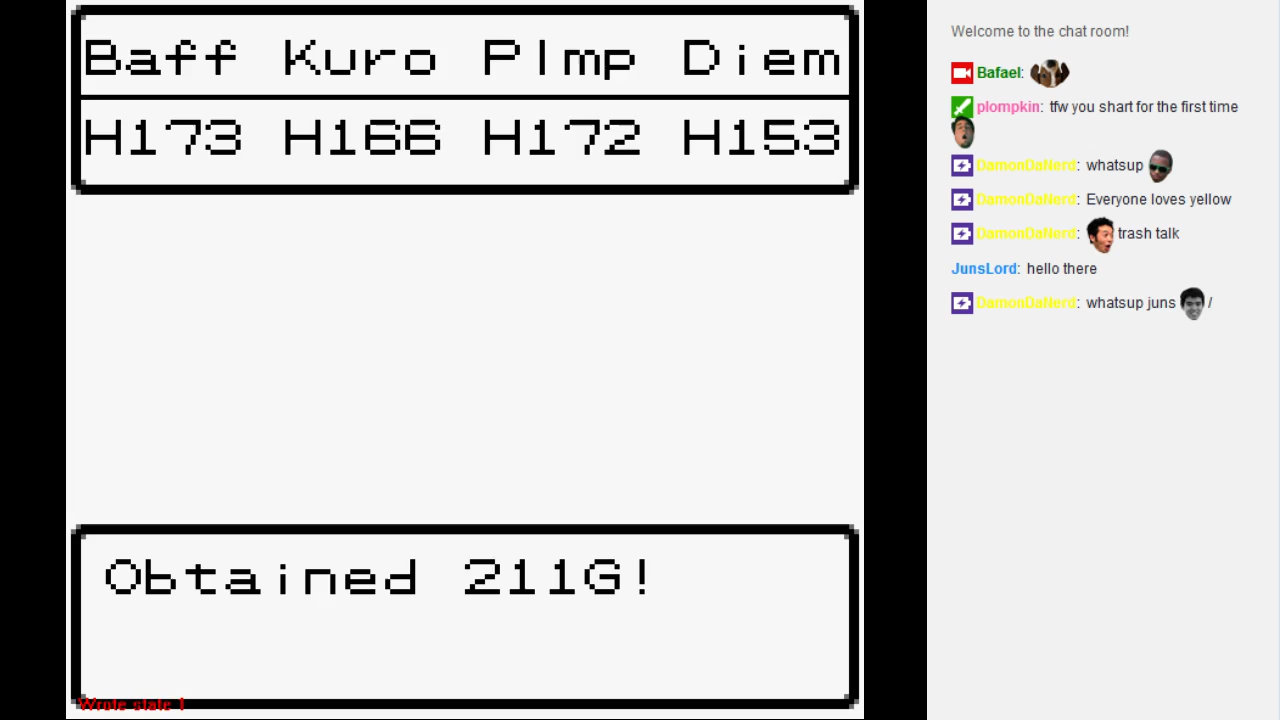 Baff Kuro Plmp Diem
H173 H166 H172 H153
Obtained 211G!
Wrote state 1
Welcome to the chat room!
Bafael:
plompkin: tfw you shart for the first time
DamonDaNerd: whatsup
DamonDaNerd: Everyone loves yellow
DamonDaNerd: trash talk
JunsLord: hello there
DamonDaNerd: whatsup juns /